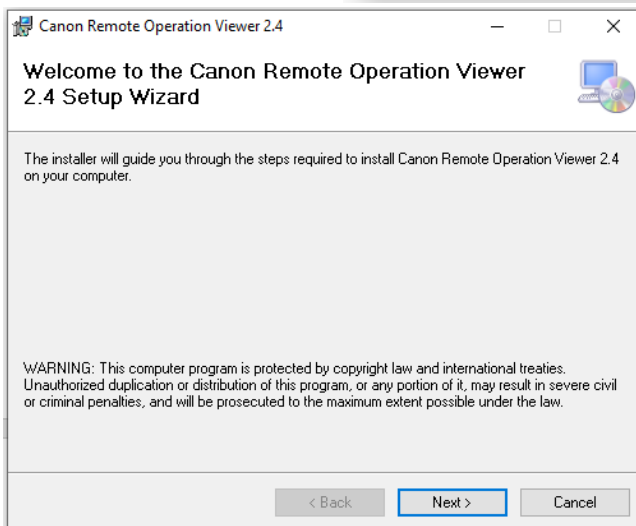 Canon Remote Operation Viewer 2.4
Welcome to the Canon Remote Operation Viewer
2.4 Setup Wizard
The installer will guide you through the steps required to install Canon Remote Operation Viewer 2.4
on your computer.
WARNING: This computer program is protected by copyright law and international treaties.
Unauthorized duplication or distribution of this program, or any portion of it, may result in severe civil
or criminal penalties, and will be prosecuted to the maximum extent possible under the law.
< Back
Next >
Cancel